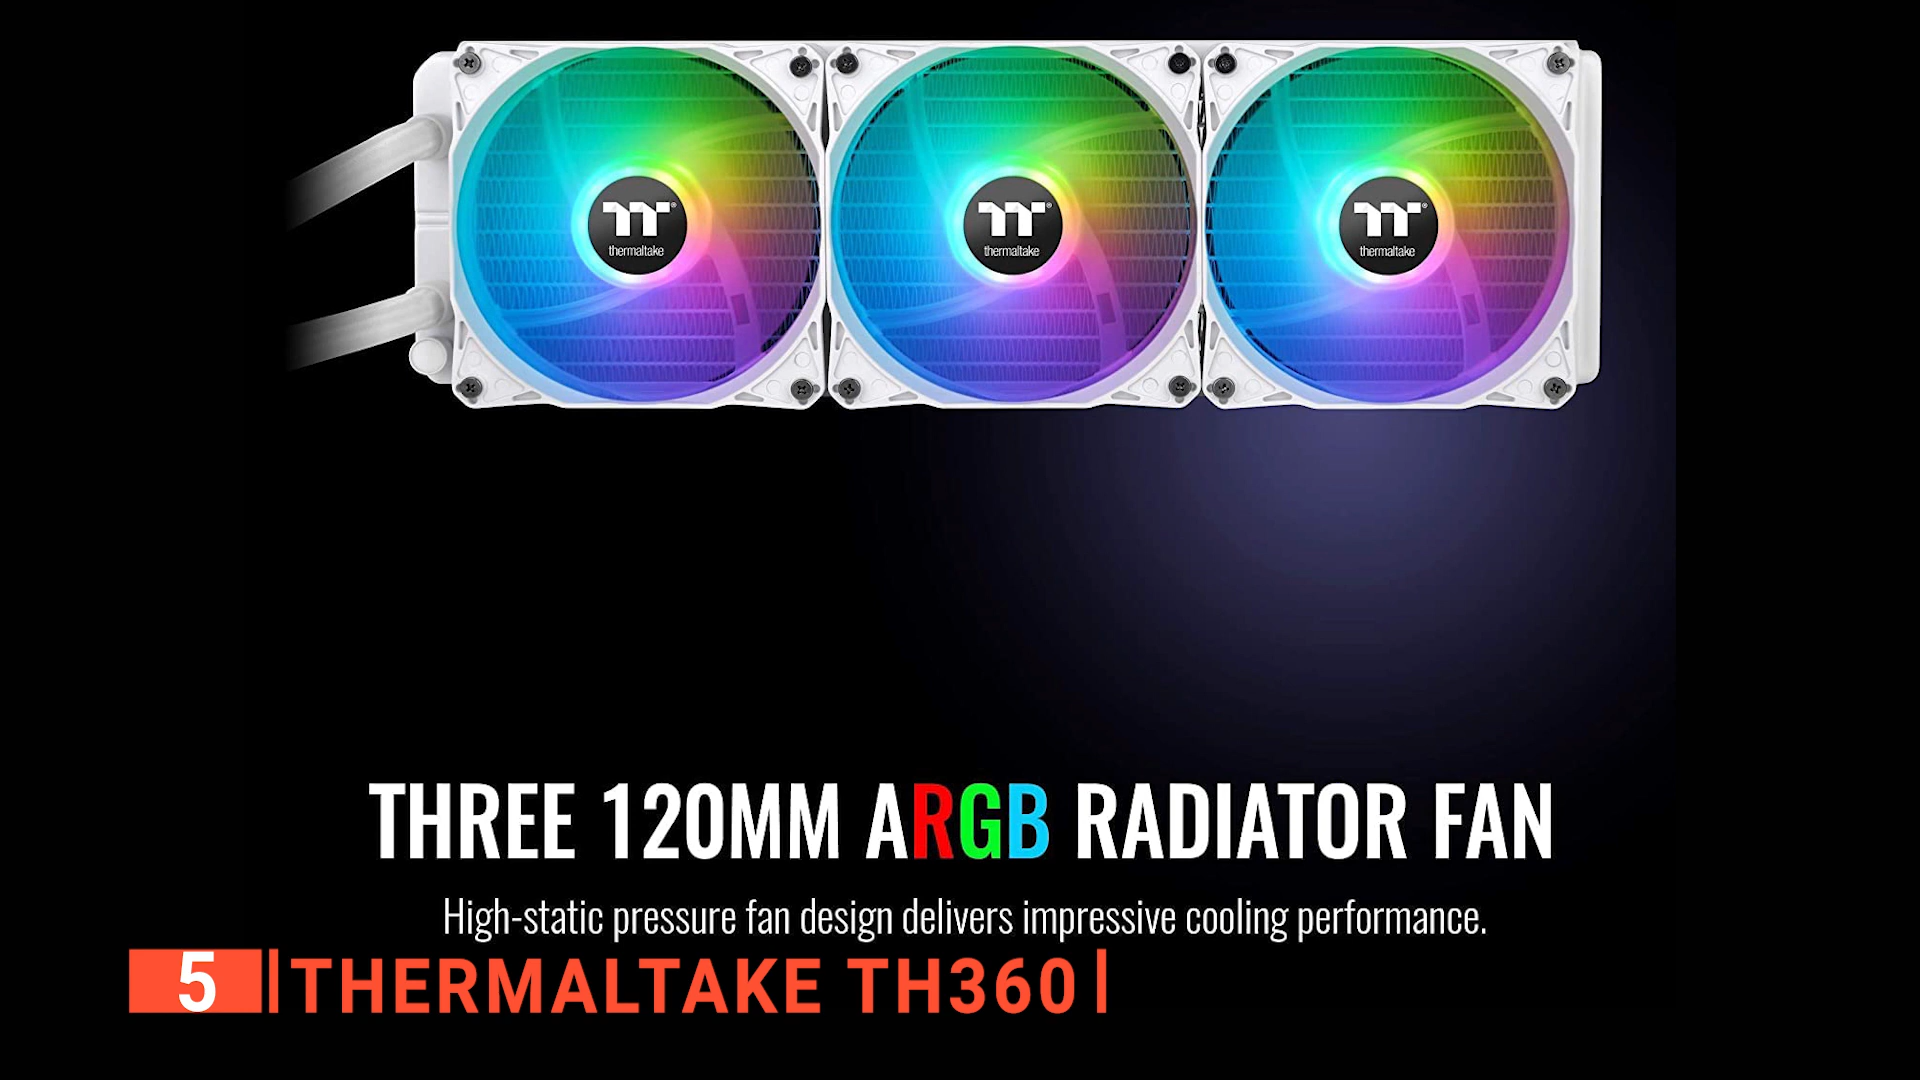 thermaltake
thermaltake
thermaltake
THREE 120MM ARGB RADIATOR FAN
High-static pressure fan design delivers impressive cooling performance.
5 THERMALTAKE TH360